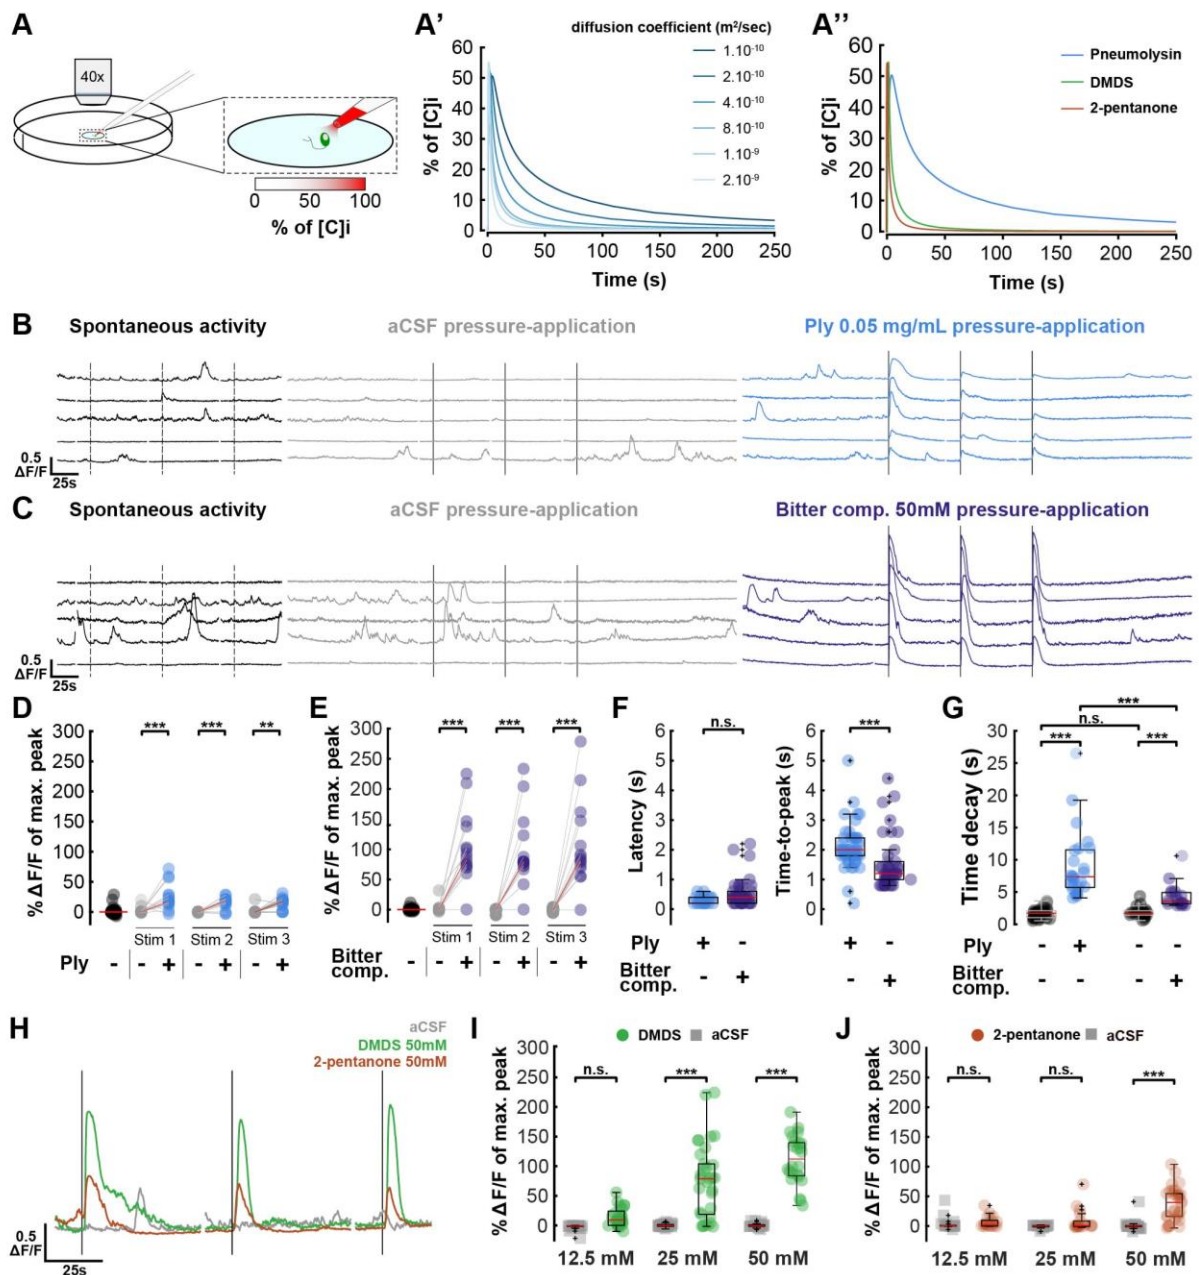 A
40x
0 50 100
% of [C]i
A'
diffusion coefficient (m²/sec)
1.10⁻¹⁰
2.10⁻¹⁰
4.10⁻¹⁰
8.10⁻¹⁰
1.10⁻⁹
2.10⁻⁹
% of [C]i
60
50
40
30
20
10
0
0 50 100 150 200 250
Time (s)
A''
Pneumolysin
DMDS
2-pentanone
% of [C]i
60
50
40
30
20
10
0
0 50 100 150 200 250
Time (s)
B
Spontaneous activity
aCSF pressure-application
Ply 0.05 mg/mL pressure-application
0.5
ΔF/F
25s
C
Spontaneous activity
aCSF pressure-application
Bitter comp. 50mM pressure-application
0.5
ΔF/F
25s
D
% ΔF/F of max. peak
300
250
200
150
100
50
0
*** *** **
Stim 1 Stim 2 Stim 3
Ply - - + - + - +
E
% ΔF/F of max. peak
300
250
200
150
100
50
0
*** *** ***
Stim 1 Stim 2 Stim 3
Bitter
comp. - - + - + - +
F
Latency (s)
6
5
4
3
2
1
0
n.s.
Time-to-peak (s)
6
5
4
3
2
1
0
***
Ply + - + -
Bitter
comp. - + - +
G
Time decay (s)
30
25
20
15
10
5
0
***
n.s.
*** ***
Ply - + - -
Bitter
comp. - - - +
H
aCSF
DMDS 50mM
2-pentanone 50mM
0.5
ΔF/F
25s
I
DMDS aCSF
% ΔF/F of max. peak
300
250
200
150
100
50
0
n.s. *** ***
12.5 mM 25 mM 50 mM
J
2-pentanone aCSF
% ΔF/F of max. peak
300
250
200
150
100
50
0
n.s. n.s. ***
12.5 mM 25 mM 50 mM